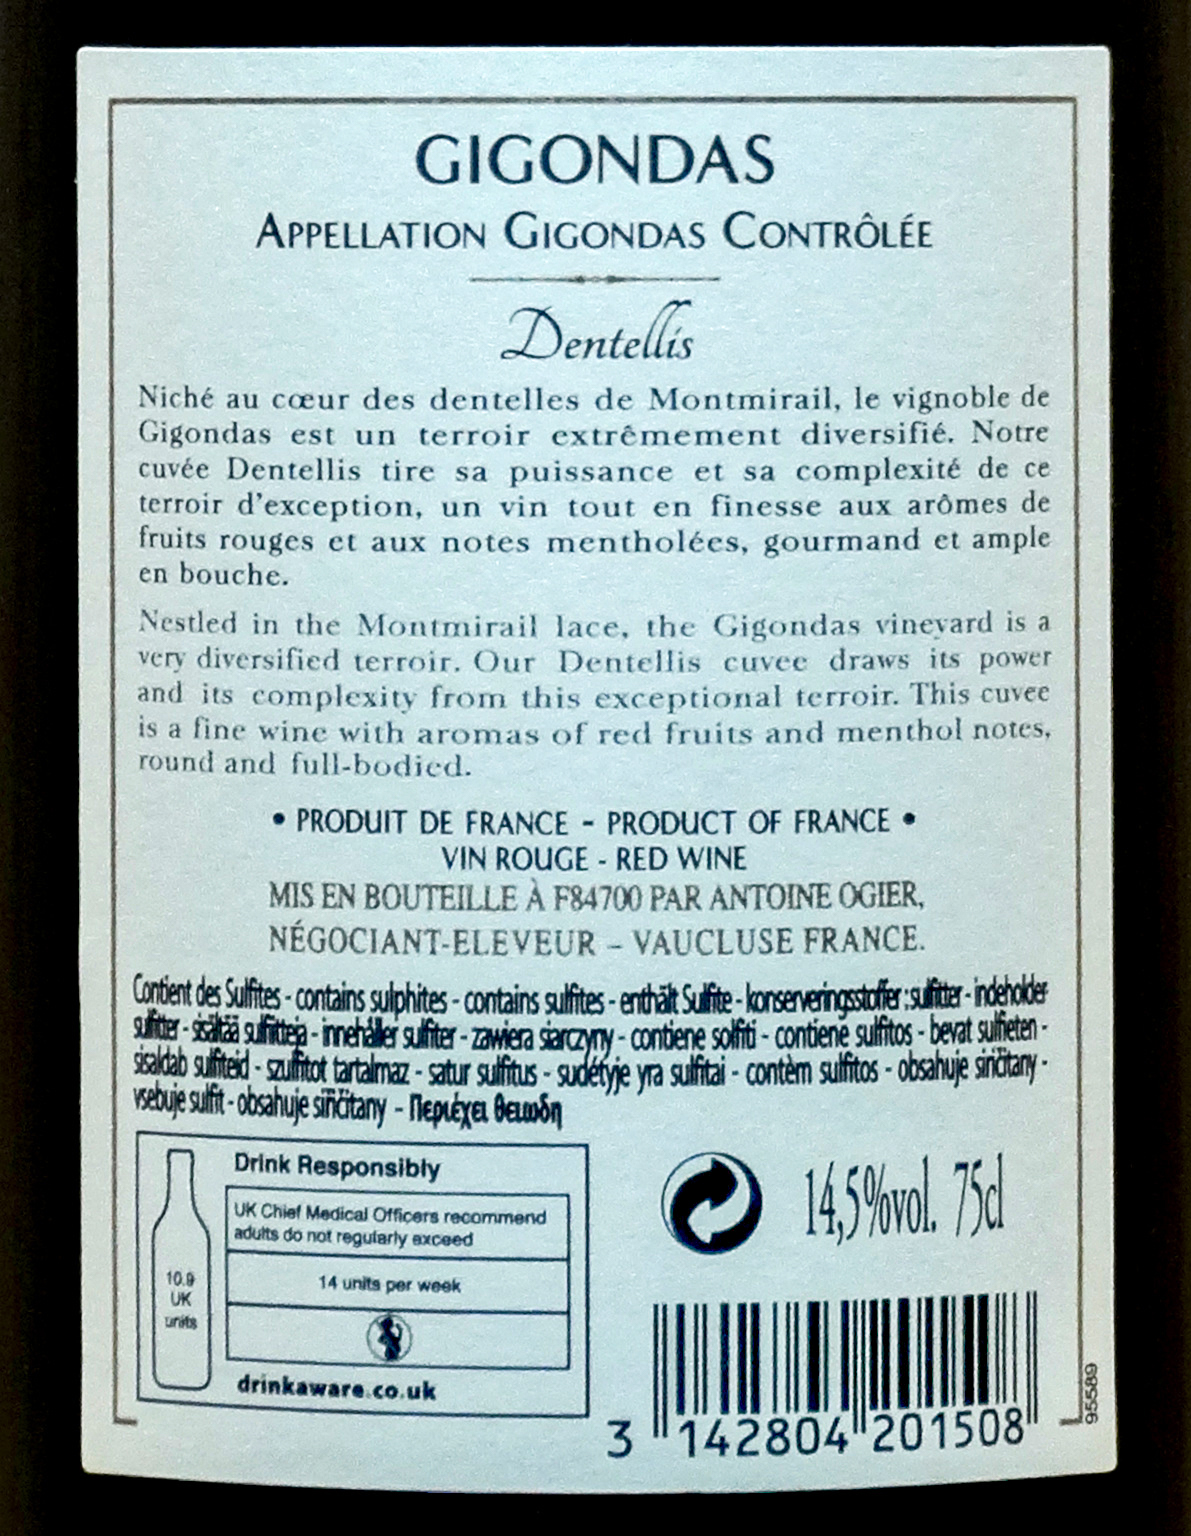 GIGONDAS
APPELLATION GIGONDAS CONTRÔLÉE
Dentellis
Niché au cœur des dentelles de Montmirail, le vignoble de
Gigondas est un terroir extrêmement diversifié. Notre
cuvée Dentellis tire sa puissance et sa complexité de ce
terroir d'exception, un vin tout en finesse aux arômes de
fruits rouges et aux notes mentholées, gourmand et ample
en bouche.
Nestled in the Montmirail lace, the Gigondas vineyard is a
very diversified terroir. Our Dentellis cuvee draws its power
and its complexity from this exceptional terroir. This cuvee
is a fine wine with aromas of red fruits and menthol notes,
round and full-bodied.
• PRODUIT DE FRANCE - PRODUCT OF FRANCE •
VIN ROUGE - RED WINE
MIS EN BOUTEILLE À F84700 PAR ANTOINE OGIER,
NÉGOCIANT-ELEVEUR – VAUCLUSE FRANCE.
Contient des Sulfites - contains sulphites - contains sulfites - enthält Sulfite - konserveringsstoffer : sulfitter - indeholder
sulfitter - sisältää sulfiitteja - innehåller sulfiter - zawiera siarczyny - contiene solfiti - contiene sulfitos - bevat sulfieten -
sisaldab sulfiteid - szulfitot tartalmaz - satur sulfitus - sudétyje yra sulfitai - contèm sulfitos - obsahuje siričitany -
vsebuje sulfit - obsahuje siřičitany - Περιέχει θειωδη
Drink Responsibly
UK Chief Medical Officers recommend
adults do not regularly exceed
14 units per week
10.9
UK
units
drinkaware.co.uk
14,5%vol. 75cl
3 142804 201508
95589